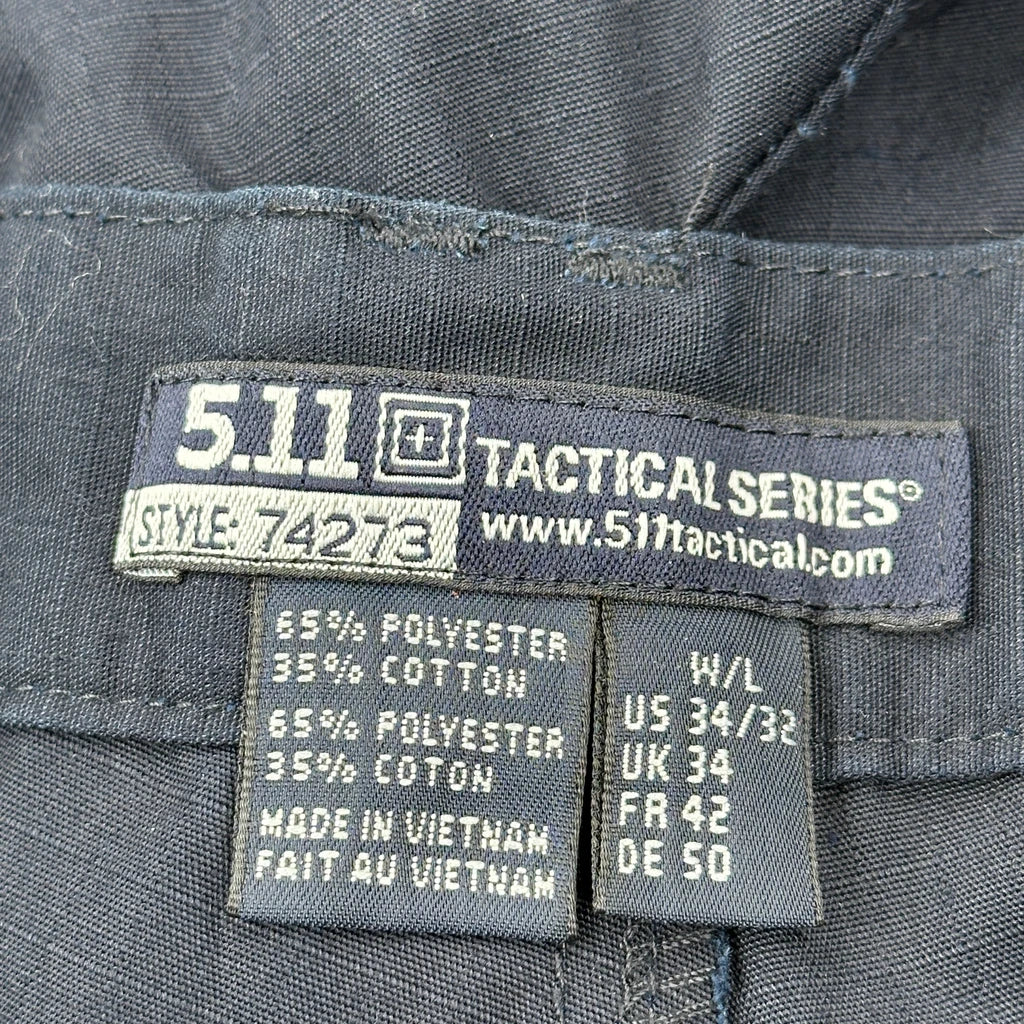 5.11 TACTICAL SERIES®
www.511tactical.com
STYLE: 74273
65% POLYESTER
35% COTTON
65% POLYESTER
35% COTON
MADE IN VIETNAM
FAIT AU VIETNAM
W/L
US 34/32
UK 34
FR 42
DE 50